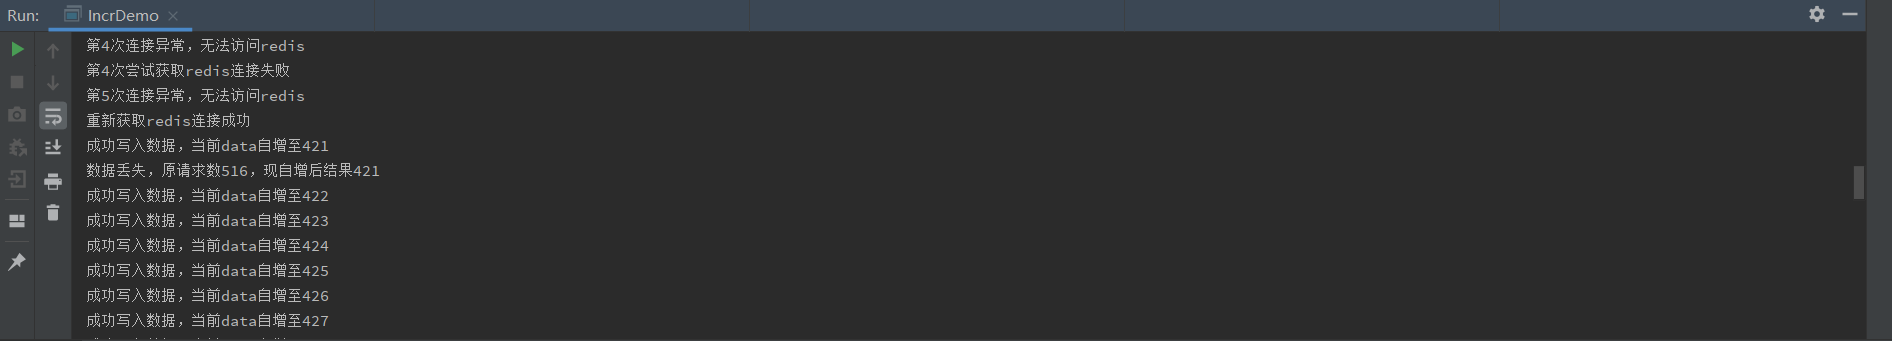 Run: IncrDemo
第4次连接异常，无法访问redis
第4次尝试获取redis连接失败
第5次连接异常，无法访问redis
重新获取redis连接成功
成功写入数据，当前data自增至421
数据丢失，原请求数516，现自增后结果421
成功写入数据，当前data自增至422
成功写入数据，当前data自增至423
成功写入数据，当前data自增至424
成功写入数据，当前data自增至425
成功写入数据，当前data自增至426
成功写入数据，当前data自增至427